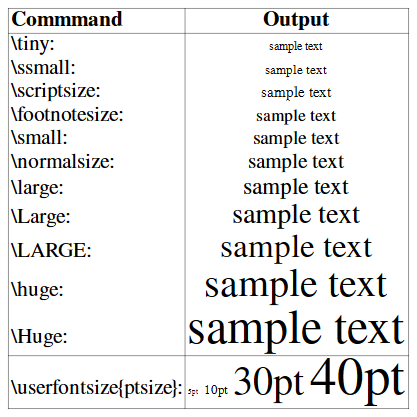 Commmand Output
\tiny: sample text
\ssmall: sample text
\scriptsize: sample text
\footnotesize: sample text
\small: sample text
\normalsize: sample text
\large: sample text
\Large: sample text
\LARGE: sample text
\huge: sample text
\Huge: sample text
\userfontsize{ptsize}: 5pt 10pt 30pt 40pt